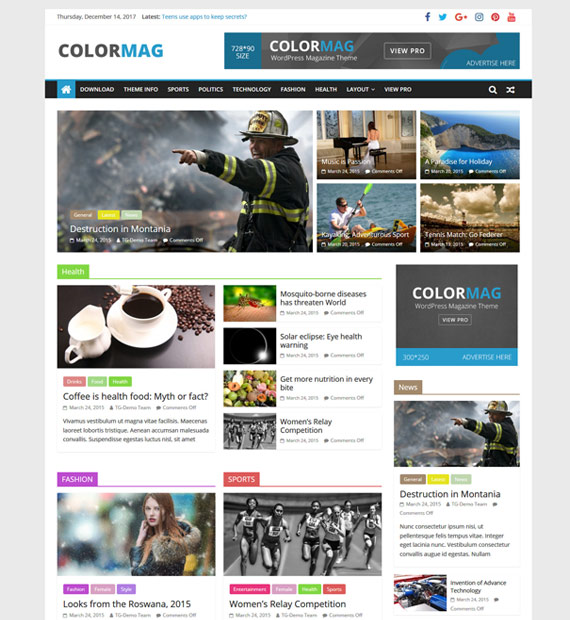 Thursday, December 14, 2017 Latest: Teens use apps to keep secrets?
COLORMAG
728*90 SIZE
COLORMAG
WordPress Magazine Theme
VIEW PRO
ADVERTISE HERE
DOWNLOAD THEME INFO SPORTS POLITICS TECHNOLOGY FASHION HEALTH LAYOUT VIEW PRO
General Latest News
Destruction in Montania
March 24, 2015 TG-Demo Team Comments Off
Music is Passion
March 24, 2015 Comments Off
A Paradise for Holiday
March 20, 2015 Comments Off
Kayaking: Adventurous Sport
March 20, 2015 Comments Off
Tennis Match: Go Federer
March 13, 2015 Comments Off
Health
Drinks Food Health
Coffee is health food: Myth or fact?
March 24, 2015 TG-Demo Team Comments Off
Vivamus vestibulum ut magna vitae facilisis. Maecenas
laoreet lobortis tristique. Aenean accumsan malesuada
convallis. Suspendisse egestas luctus nisl, sit amet
Mosquito-borne diseases
has threaten World
March 24, 2015 Comments Off
Solar eclipse: Eye health
warning
March 24, 2015 Comments Off
Get more nutrition in every
bite
March 24, 2015 Comments Off
Women's Relay
Competition
March 24, 2015 Comments Off
COLORMAG
WordPress Magazine Theme
VIEW PRO
300*250 ADVERTISE HERE
News
General Latest News
Destruction in Montania
March 24, 2015 TG-Demo Team
Comments Off
Nunc consectetur ipsum nisi, ut
pellentesque felis tempus vitae. Integer
eget lacinia nunc. Vestibulum consectetur
convallis augue id egestas. Nullam
Invention of Advance
Technology
March 24, 2015
Comments Off
FASHION
Fashion Female Style
Looks from the Roswana, 2015
March 24, 2015 TG-Demo Team Comments Off
SPORTS
Entertainment Female Health Sports
Women's Relay Competition
March 24, 2015 TG-Demo Team Comments Off